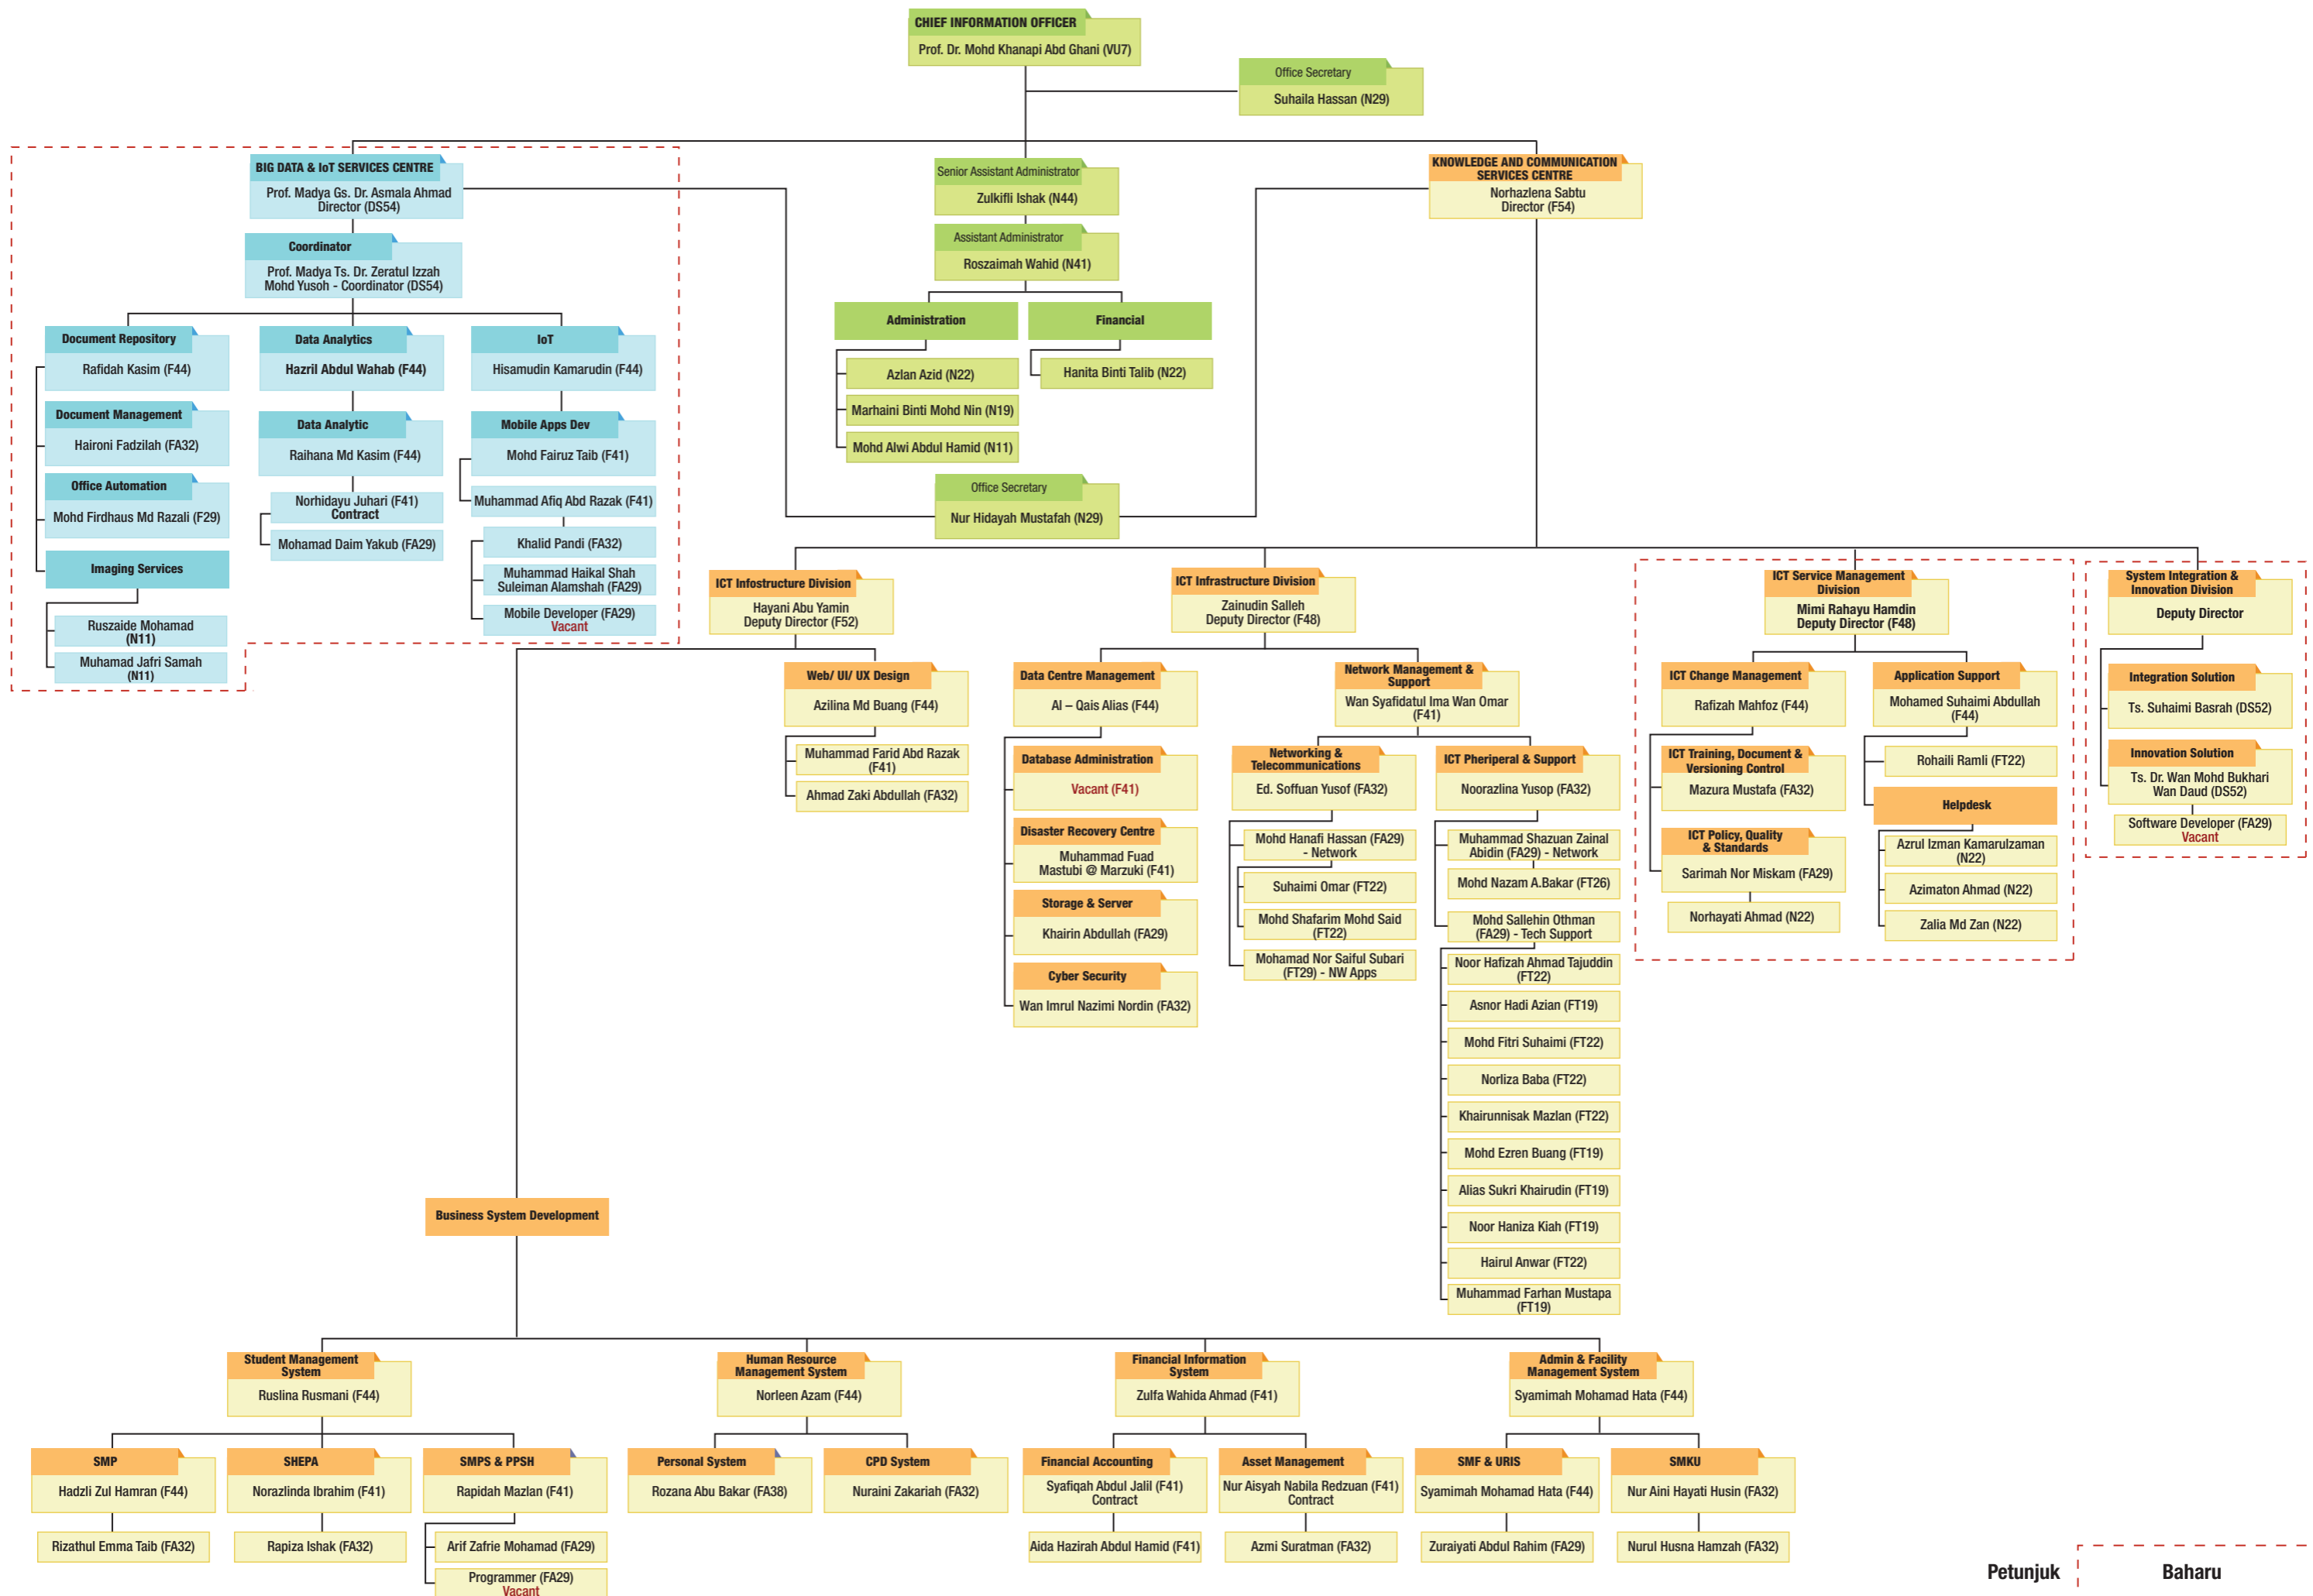 CHIEF INFORMATION OFFICER
Prof. Dr. Mohd Khanapi Abd Ghani (VU7)
Office Secretary
Suhaila Hassan (N29)
BIG DATA & IoT SERVICES CENTRE
Prof. Madya Gs. Dr. Asmala Ahmad
Director (DS54)
Coordinator
Prof. Madya Ts. Dr. Zeratul Izzah
Mohd Yusoh - Coordinator (DS54)
Document Repository
Rafidah Kasim (F44)
Document Management
Haironi Fadzilah (FA32)
Office Automation
Mohd Firdhaus Md Razali (F29)
Imaging Services
Ruszaide Mohamad
(N11)
Muhamad Jafri Samah
(N11)
Data Analytics
Hazril Abdul Wahab (F44)
Data Analytic
Raihana Md Kasim (F44)
Norhidayu Juhari (F41)
Contract
Mohamad Daim Yakub (FA29)
IoT
Hisamudin Kamarudin (F44)
Mobile Apps Dev
Mohd Fairuz Taib (F41)
Muhammad Afiq Abd Razak (F41)
Khalid Pandi (FA32)
Muhammad Haikal Shah
Suleiman Alamshah (FA29)
Mobile Developer (FA29)
Vacant
Senior Assistant Administrator
Zulkifli Ishak (N44)
Assistant Administrator
Roszaimah Wahid (N41)
Administration
Azlan Azid (N22)
Marhaini Binti Mohd Nin (N19)
Mohd Alwi Abdul Hamid (N11)
Financial
Hanita Binti Talib (N22)
Office Secretary
Nur Hidayah Mustafah (N29)
KNOWLEDGE AND COMMUNICATION
SERVICES CENTRE
Norhazlena Sabtu
Director (F54)
ICT Infostructure Division
Hayani Abu Yamin
Deputy Director (F52)
Web/ UI/ UX Design
Azilina Md Buang (F44)
Muhammad Farid Abd Razak
(F41)
Ahmad Zaki Abdullah (FA32)
ICT Infrastructure Division
Zainudin Salleh
Deputy Director (F48)
Data Centre Management
Al – Qais Alias (F44)
Database Administration
Vacant (F41)
Disaster Recovery Centre
Muhammad Fuad
Mastubi @ Marzuki (F41)
Storage & Server
Khairin Abdullah (FA29)
Cyber Security
Wan Imrul Nazimi Nordin (FA32)
Network Management &
Support
Wan Syafidatul Ima Wan Omar
(F41)
Networking &
Telecommunications
Ed. Soffuan Yusof (FA32)
Mohd Hanafi Hassan (FA29)
- Network
Suhaimi Omar (FT22)
Mohd Shafarim Mohd Said
(FT22)
Mohamad Nor Saiful Subari
(FT29) - NW Apps
ICT Pheriperal & Support
Noorazlina Yusop (FA32)
Muhammad Shazuan Zainal
Abidin (FA29) - Network
Mohd Nazam A.Bakar (FT26)
Mohd Sallehin Othman
(FA29) - Tech Support
Noor Hafizah Ahmad Tajuddin
(FT22)
Asnor Hadi Azian (FT19)
Mohd Fitri Suhaimi (FT22)
Norliza Baba (FT22)
Khairunnisak Mazlan (FT22)
Mohd Ezren Buang (FT19)
Alias Sukri Khairudin (FT19)
Noor Haniza Kiah (FT19)
Hairul Anwar (FT22)
Muhammad Farhan Mustapa
(FT19)
ICT Service Management
Division
Mimi Rahayu Hamdin
Deputy Director (F48)
ICT Change Management
Rafizah Mahfoz (F44)
ICT Training, Document &
Versioning Control
Mazura Mustafa (FA32)
ICT Policy, Quality
& Standards
Sarimah Nor Miskam (FA29)
Norhayati Ahmad (N22)
Application Support
Mohamed Suhaimi Abdullah
(F44)
Rohaili Ramli (FT22)
Helpdesk
Azrul Izman Kamarulzaman
(N22)
Azimaton Ahmad (N22)
Zalia Md Zan (N22)
System Integration &
Innovation Division
Deputy Director
Integration Solution
Ts. Suhaimi Basrah (DS52)
Innovation Solution
Ts. Dr. Wan Mohd Bukhari
Wan Daud (DS52)
Software Developer (FA29)
Vacant
Business System Development
Student Management
System
Ruslina Rusmani (F44)
SMP
Hadzli Zul Hamran (F44)
Rizathul Emma Taib (FA32)
SHEPA
Norazlinda Ibrahim (F41)
Rapiza Ishak (FA32)
SMPS & PPSH
Rapidah Mazlan (F41)
Arif Zafrie Mohamad (FA29)
Programmer (FA29)
Vacant
Human Resource
Management System
Norleen Azam (F44)
Personal System
Rozana Abu Bakar (FA38)
CPD System
Nuraini Zakariah (FA32)
Financial Information
System
Zulfa Wahida Ahmad (F41)
Financial Accounting
Syafiqah Abdul Jalil (F41)
Contract
Aida Hazirah Abdul Hamid (F41)
Asset Management
Nur Aisyah Nabila Redzuan (F41)
Contract
Azmi Suratman (FA32)
Admin & Facility
Management System
Syamimah Mohamad Hata (F44)
SMF & URIS
Syamimah Mohamad Hata (F44)
Zuraiyati Abdul Rahim (FA29)
SMKU
Nur Aini Hayati Husin (FA32)
Nurul Husna Hamzah (FA32)
Petunjuk
Baharu